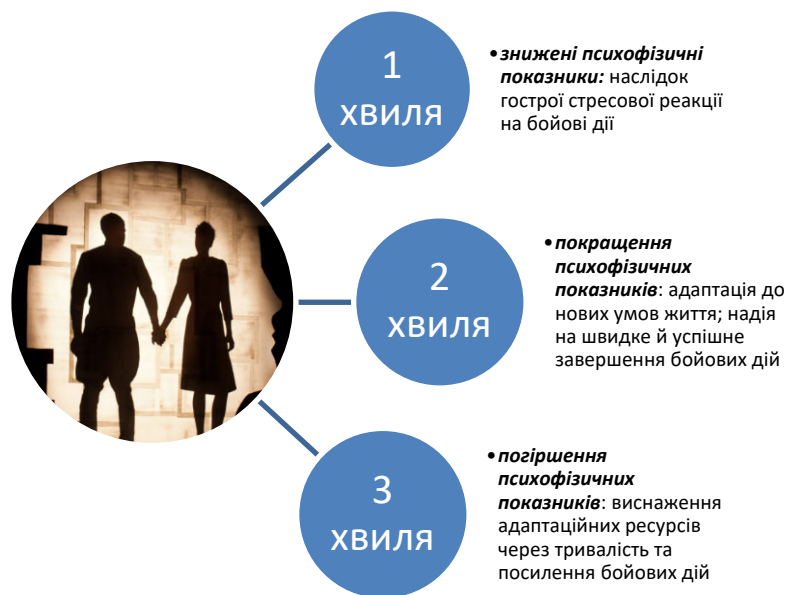 1
хвиля
•знижені психофізичні
показники: наслідок
гострої стресової реакції
на бойові дії
2
хвиля
•покращення
психофізичних
показників: адаптація до
нових умов життя; надія
на швидке й успішне
завершення бойових дій
3
хвиля
•погіршення
психофізичних
показників: виснаження
адаптаційних ресурсів
через тривалість та
посилення бойових дій